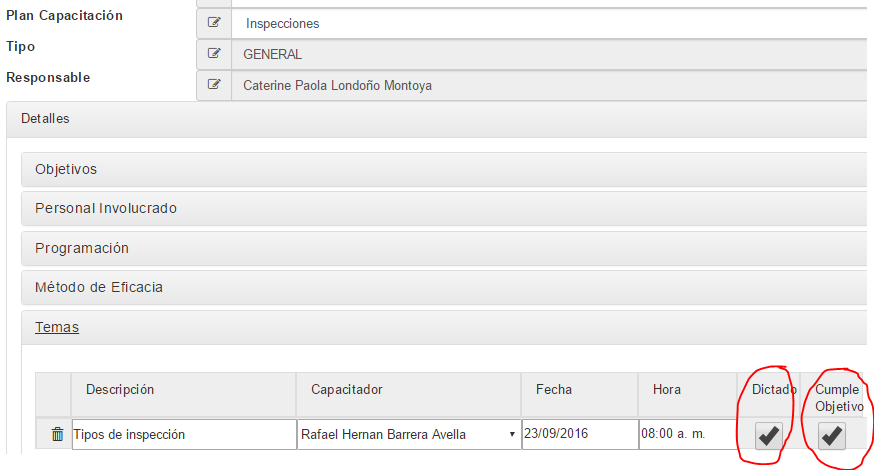 Plan Capacitación
Inspecciones
Tipo
GENERAL
Responsable
Caterine Paola Londoño Montoya
Detalles
Objetivos
Personal Involucrado
Programación
Método de Eficacia
Temas
Descripción Capacitador Fecha Hora Dictado Cumple
Objetivo
Tipos de inspección Rafael Hernan Barrera Avella 23/09/2016 08:00 a. m.